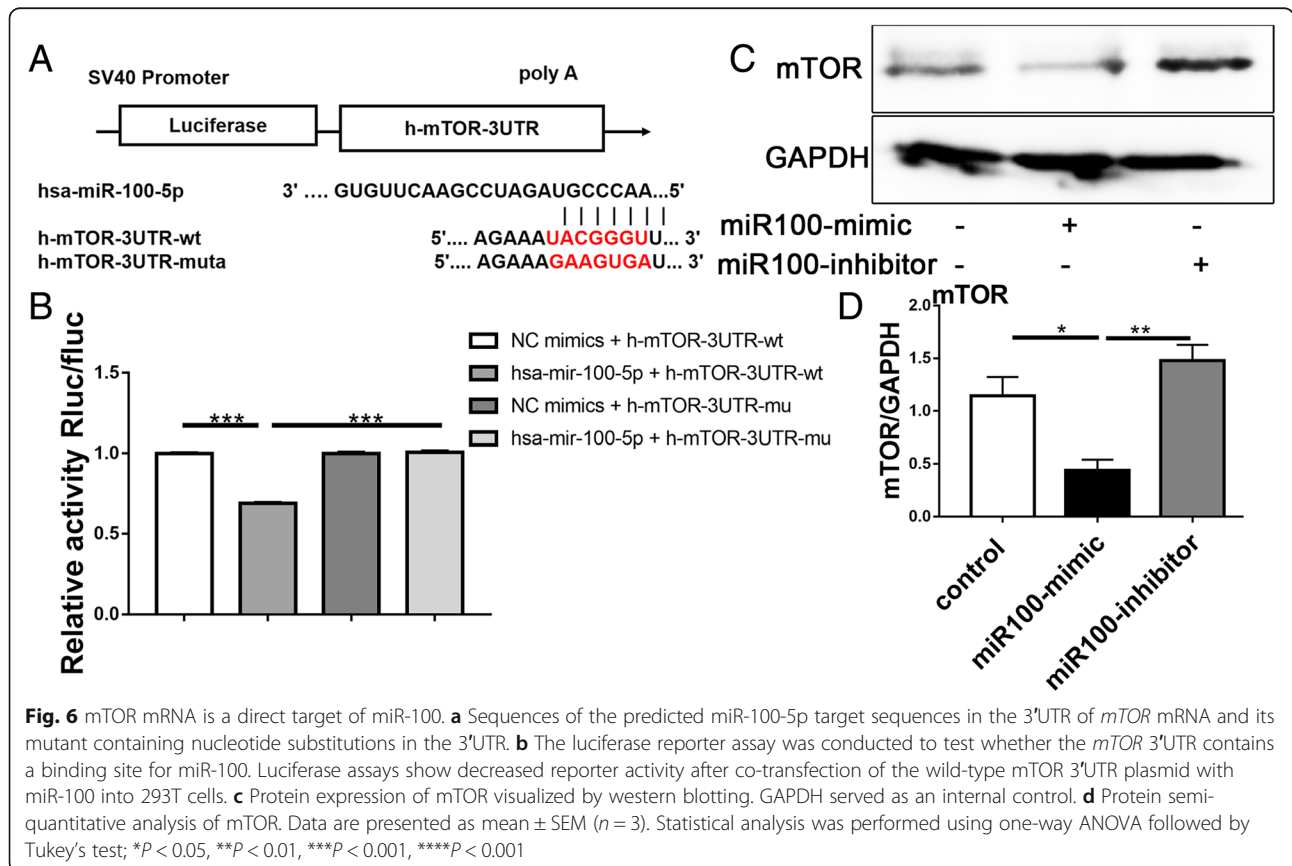 A
SV40 Promoter
poly A
Luciferase
h-mTOR-3UTR
hsa-miR-100-5p 3' .... GUGUUCAAGCCUAGAUGCCCAA...5'
h-mTOR-3UTR-wt 5'.... AGAAAUACGGGUU... 3'
h-mTOR-3UTR-muta 5'.... AGAAAGAAGUGAU... 3'
B
Relative activity Rluc/fluc
1.0
0.5
0.0
***
***
NC mimics + h-mTOR-3UTR-wt
hsa-mir-100-5p + h-mTOR-3UTR-wt
NC mimics + h-mTOR-3UTR-mu
hsa-mir-100-5p + h-mTOR-3UTR-mu
C
mTOR
GAPDH
miR100-mimic - + -
miR100-inhibitor - - +
D
mTOR
mTOR/GAPDH
2.0
1.5
1.0
0.5
0.0
*
**
control
miR100-mimic
miR100-inhibitor
Fig. 6 mTOR mRNA is a direct target of miR-100. a Sequences of the predicted miR-100-5p target sequences in the 3′UTR of mTOR mRNA and its
mutant containing nucleotide substitutions in the 3′UTR. b The luciferase reporter assay was conducted to test whether the mTOR 3′UTR contains
a binding site for miR-100. Luciferase assays show decreased reporter activity after co-transfection of the wild-type mTOR 3′UTR plasmid with
miR-100 into 293T cells. c Protein expression of mTOR visualized by western blotting. GAPDH served as an internal control. d Protein semi-
quantitative analysis of mTOR. Data are presented as mean ± SEM (n = 3). Statistical analysis was performed using one-way ANOVA followed by
Tukey's test; *P < 0.05, **P < 0.01, ***P < 0.001, ****P < 0.001